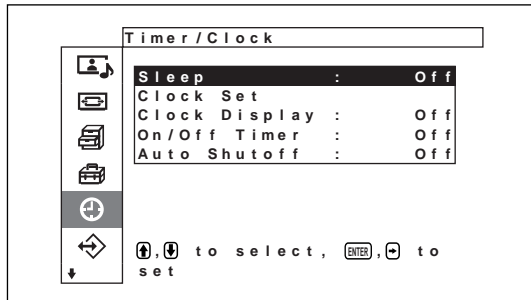 Timer/Clock
Sleep : Off
Clock Set
Clock Display : Off
On/Off Timer : Off
Auto Shutoff : Off
↑,↓ to select, ENTER,→ to
set